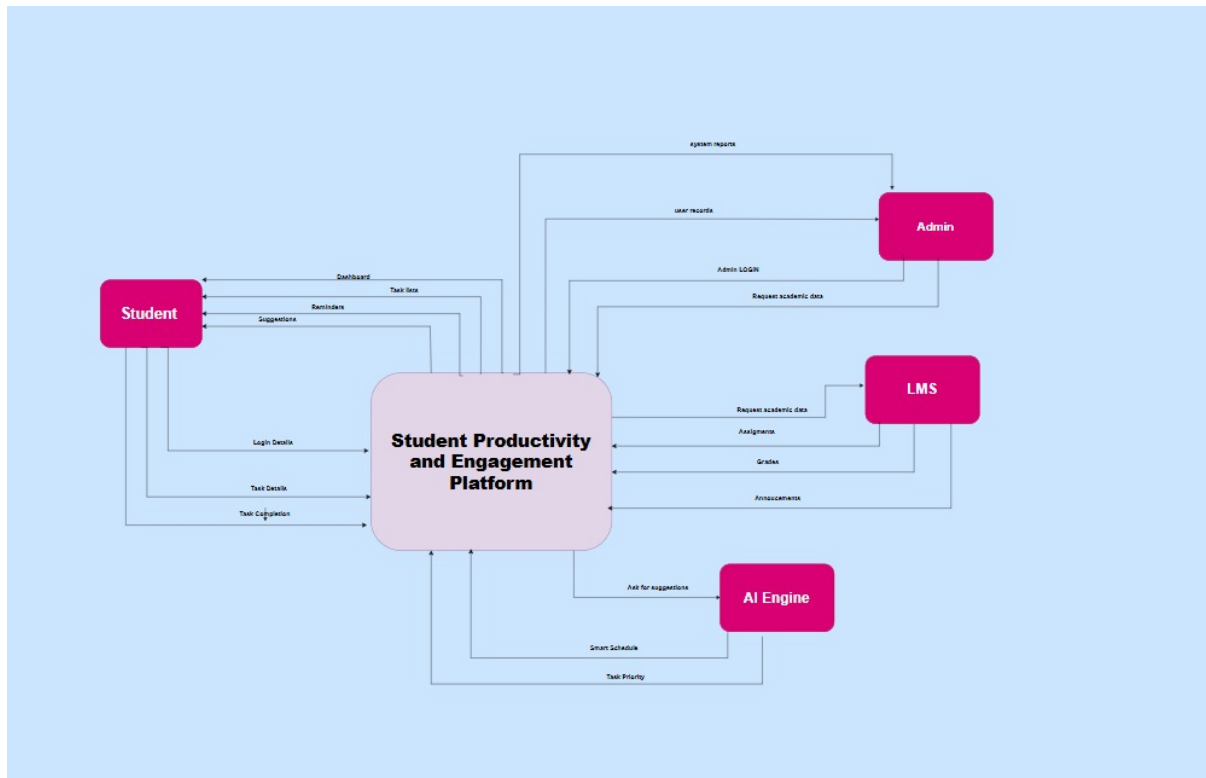 system reports
user records
Admin
Admin LOGIN
Request academic data
Dashboard
Task lists
Reminders
Suggestions
Student
Request academic data
LMS
Assigments
Grades
Annoucements
Student Productivity
and Engagement
Platform
Login Details
Task Details
Task Completion
Ask for suggestions
AI Engine
Smart Schedule
Task Priority